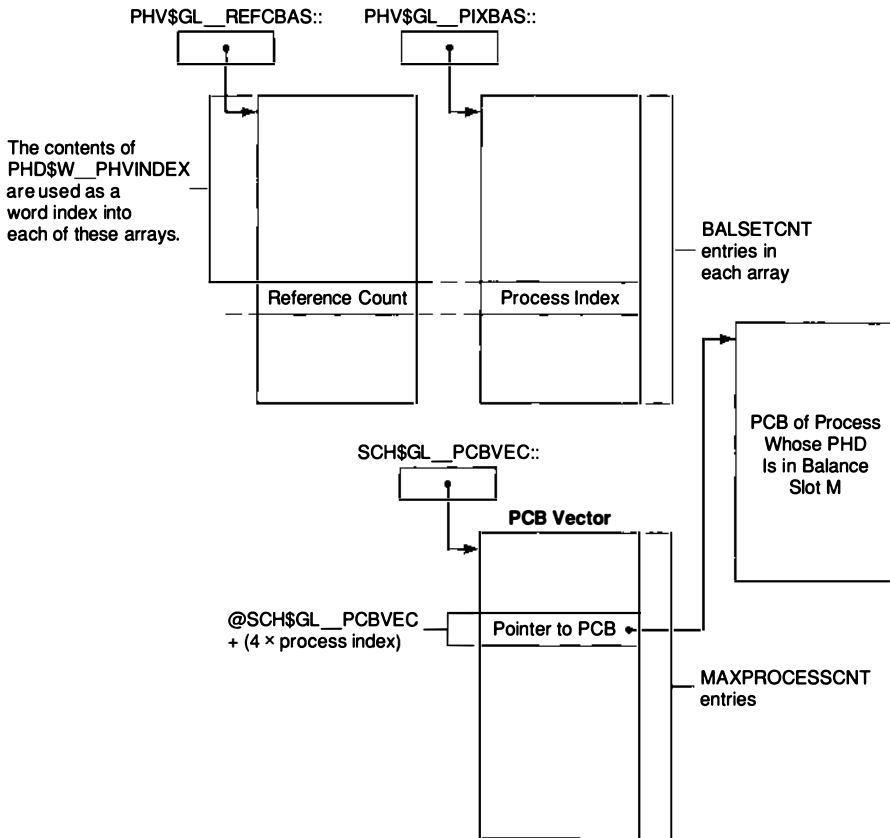 PHV$GL__REFCBAS::
PHV$GL__PIXBAS::
The contents of
PHD$W__PHVINDEX
are used as a
word index into
each of these arrays.
BALSETCNT
entries in
each array
Reference Count
Process Index
PCB of Process
Whose PHD
Is in Balance
Slot M
SCH$GL__PCBVEC::
PCB Vector
@SCH$GL__PCBVEC
+ (4 × process index)
Pointer to PCB
MAXPROCESSCNT
entries